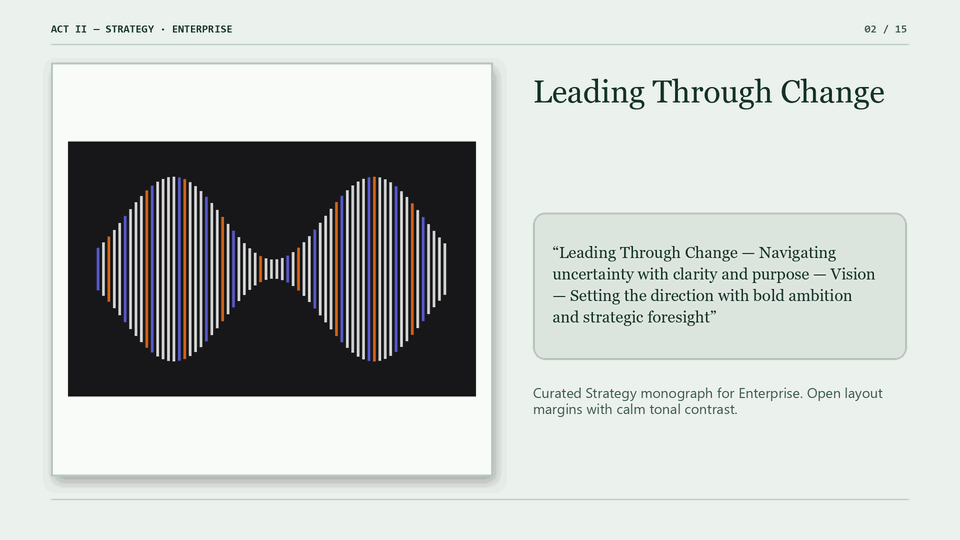 ACT II — STRATEGY · ENTERPRISE
02 / 15
Leading Through Change
“Leading Through Change — Navigating
uncertainty with clarity and purpose — Vision
— Setting the direction with bold ambition
and strategic foresight”
Curated Strategy monograph for Enterprise. Open layout
margins with calm tonal contrast.